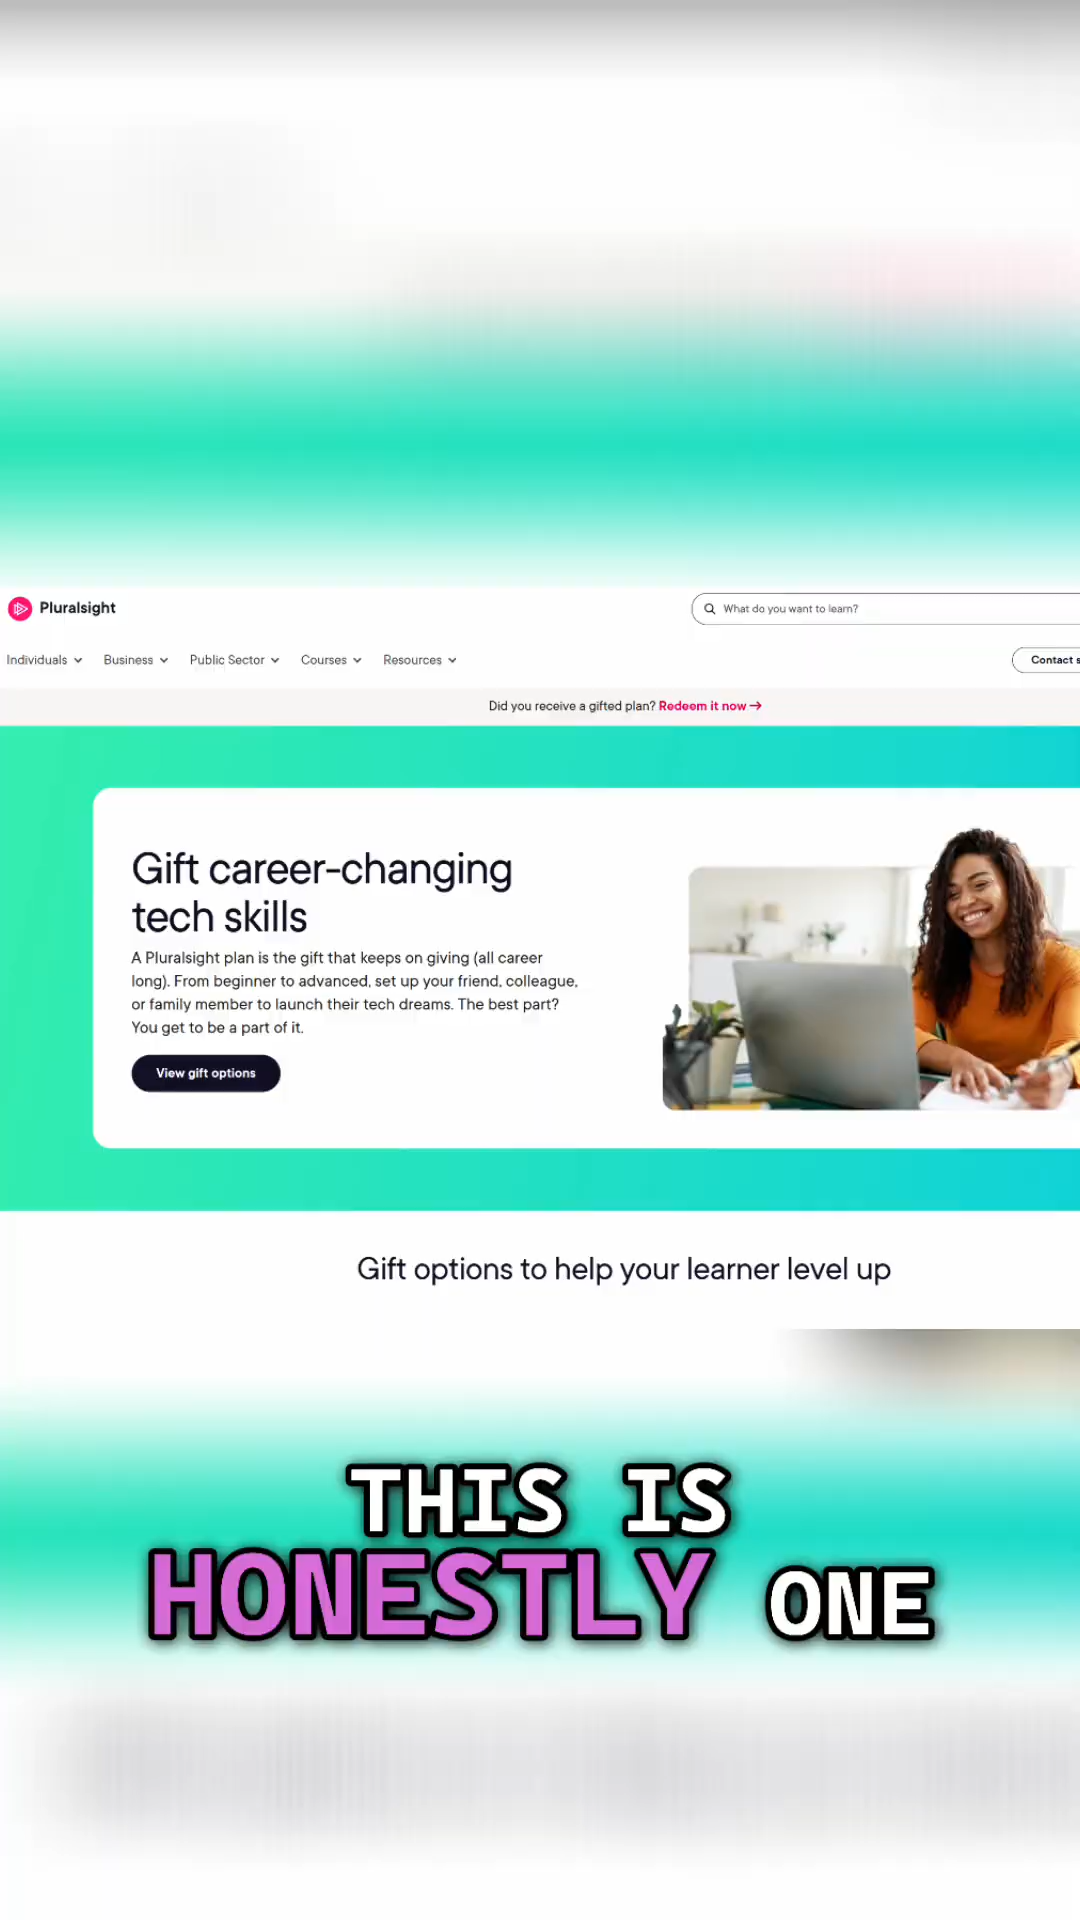 Pluralsight
What do you want to learn?
Individuals Business Public Sector Courses Resources
Contact
Did you receive a gifted plan? Redeem it now →
Gift career-changing
tech skills
A Pluralsight plan is the gift that keeps on giving (all career
long). From beginner to advanced, set up your friend, colleague,
or family member to launch their tech dreams. The best part?
You get to be a part of it.
View gift options
Gift options to help your learner level up
THIS IS
HONESTLY ONE